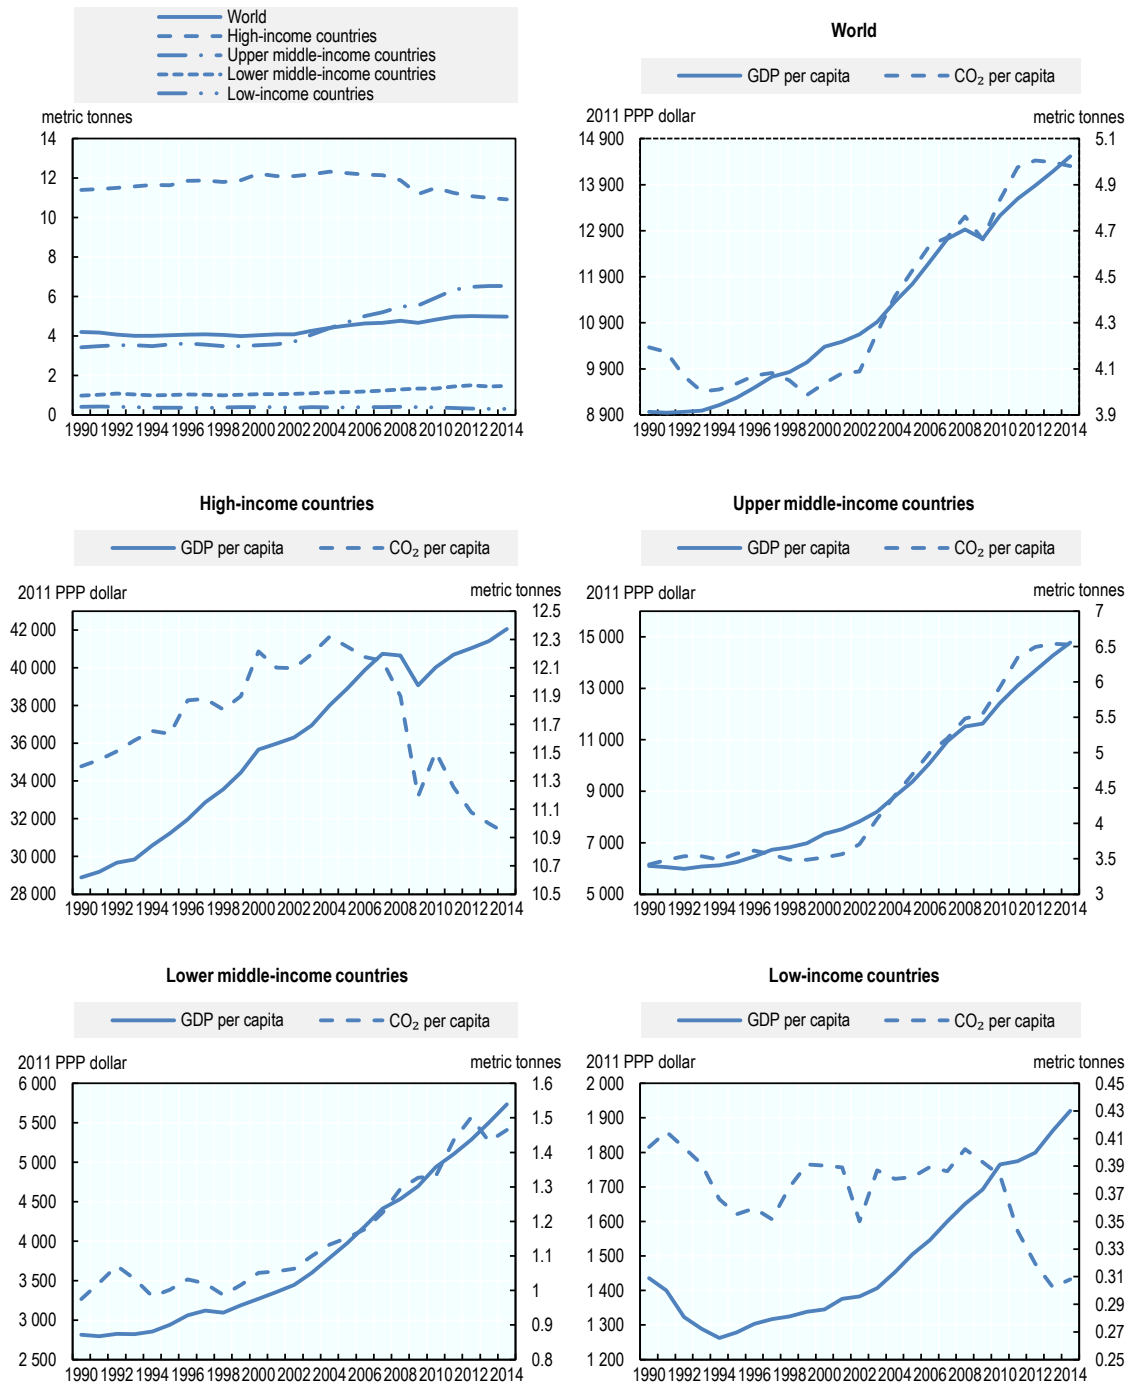 World
High-income countries
Upper middle-income countries
Lower middle-income countries
Low-income countries
metric tonnes
14
12
10
8
6
4
2
0
1990 1992 1994 1996 1998 2000 2002 2004 2006 2008 2010 2012 2014
World
GDP per capita CO₂ per capita
2011 PPP dollar metric tonnes
14 900 5.1
13 900 4.9
12 900 4.7
11 900 4.5
10 900 4.3
9 900 4.1
8 900 3.9
1990 1992 1994 1996 1998 2000 2002 2004 2006 2008 2010 2012 2014
High-income countries
GDP per capita CO₂ per capita
2011 PPP dollar metric tonnes
42 000
40 000
38 000
36 000
34 000
32 000
30 000
28 000
12.5
12.3
12.1
11.9
11.7
11.5
11.3
11.1
10.9
10.7
10.5
1990 1992 1994 1996 1998 2000 2002 2004 2006 2008 2010 2012 2014
Upper middle-income countries
GDP per capita CO₂ per capita
2011 PPP dollar metric tonnes
15 000
13 000
11 000
9 000
7 000
5 000
7
6.5
6
5.5
5
4.5
4
3.5
3
1990 1992 1994 1996 1998 2000 2002 2004 2006 2008 2010 2012 2014
Lower middle-income countries
GDP per capita CO₂ per capita
2011 PPP dollar metric tonnes
6 000
5 500
5 000
4 500
4 000
3 500
3 000
2 500
1.6
1.5
1.4
1.3
1.2
1.1
1
0.9
0.8
1990 1992 1994 1996 1998 2000 2002 2004 2006 2008 2010 2012 2014
Low-income countries
GDP per capita CO₂ per capita
2011 PPP dollar metric tonnes
2 000
1 900
1 800
1 700
1 600
1 500
1 400
1 300
1 200
0.45
0.43
0.41
0.39
0.37
0.35
0.33
0.31
0.29
0.27
0.25
1990 1992 1994 1996 1998 2000 2002 2004 2006 2008 2010 2012 2014